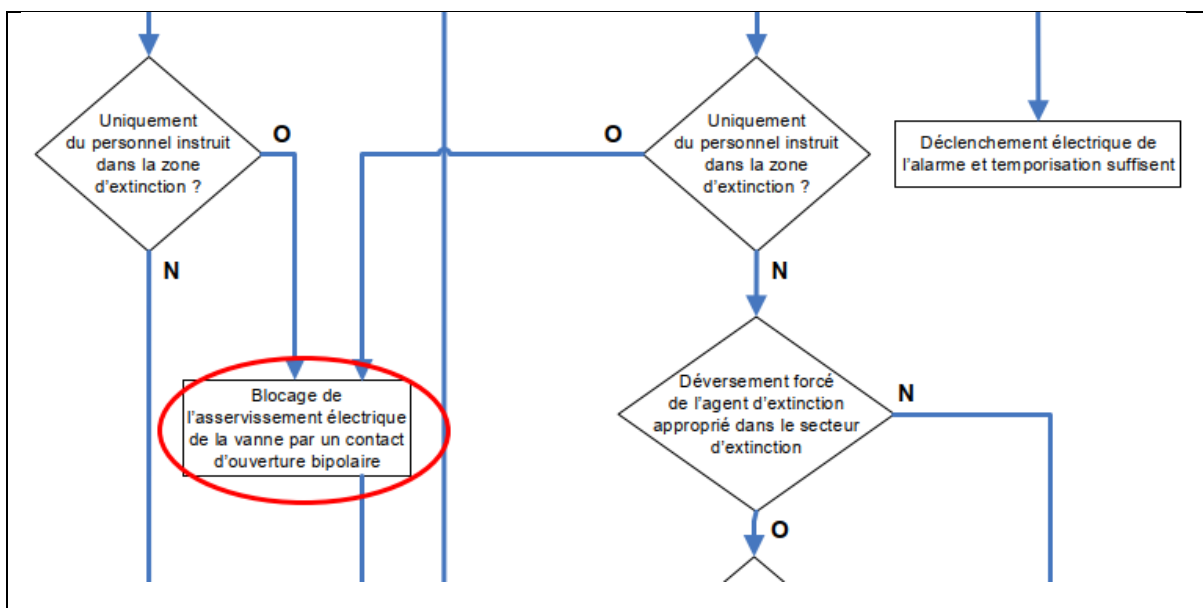 Uniquement
du personnel instruit
dans la zone
d'extinction ?
O
N
Uniquement
du personnel instruit
dans la zone
d'extinction ?
O
N
Déclenchement électrique de
l'alarme et temporisation suffisent
Blocage de
l'asservissement électrique
de la vanne par un contact
d'ouverture bipolaire
Déversement forcé
de l'agent d'extinction
approprié dans le secteur
d'extinction
N
O